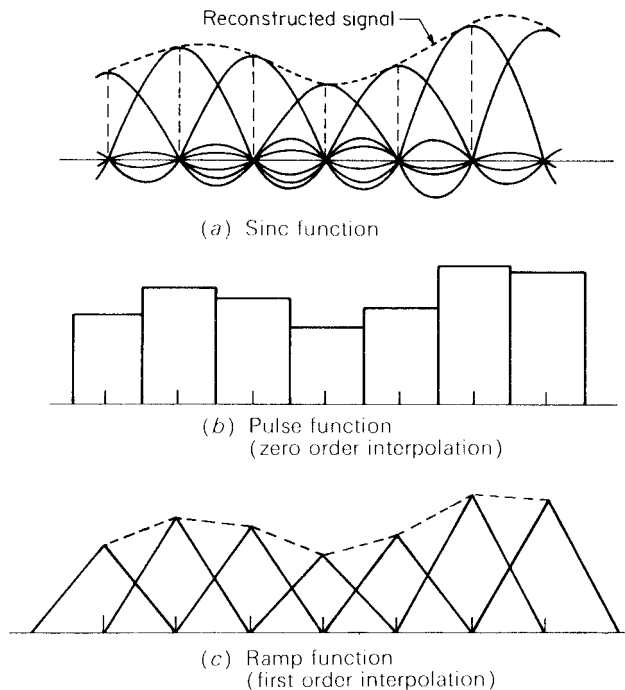 Reconstructed signal
(a) Sinc function
(b) Pulse function
(zero order interpolation)
(c) Ramp function
(first order interpolation)